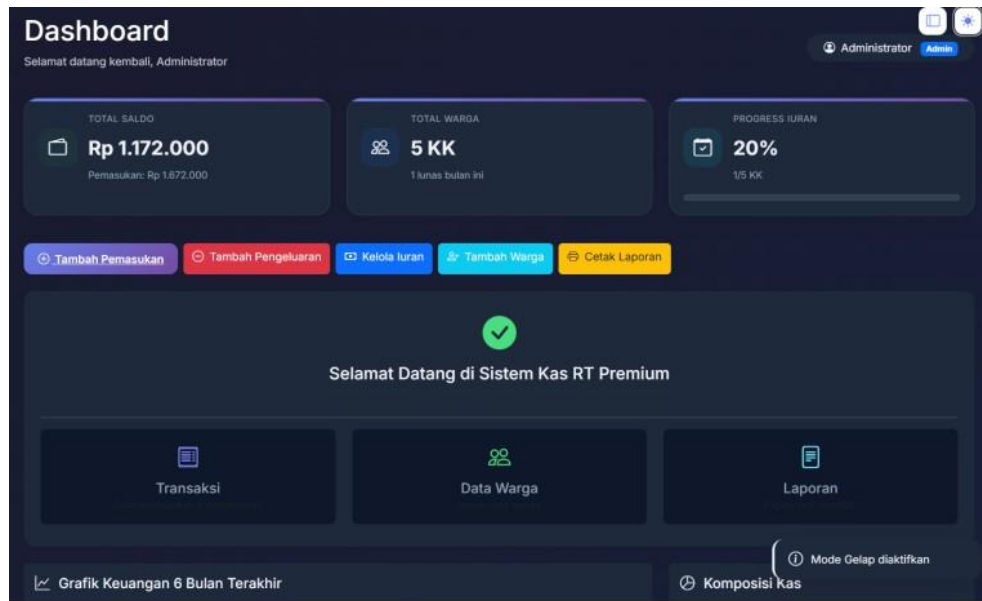 Dashboard
Selamat datang kembali, Administrator
Administrator Admin
TOTAL SALDO
Rp 1.172.000
Pemasukan: Rp 1.672.000
TOTAL WARGA
5 KK
1 lunas bulan ini
PROGRESS IURAN
20%
1/5 KK
Tambah Pemasukan
Tambah Pengeluaran
Kelola Iuran
Tambah Warga
Cetak Laporan
Selamat Datang di Sistem Kas RT Premium
Transaksi
Data Warga
Laporan
Mode Gelap diaktifkan
Grafik Keuangan 6 Bulan Terakhir
Komposisi Kas